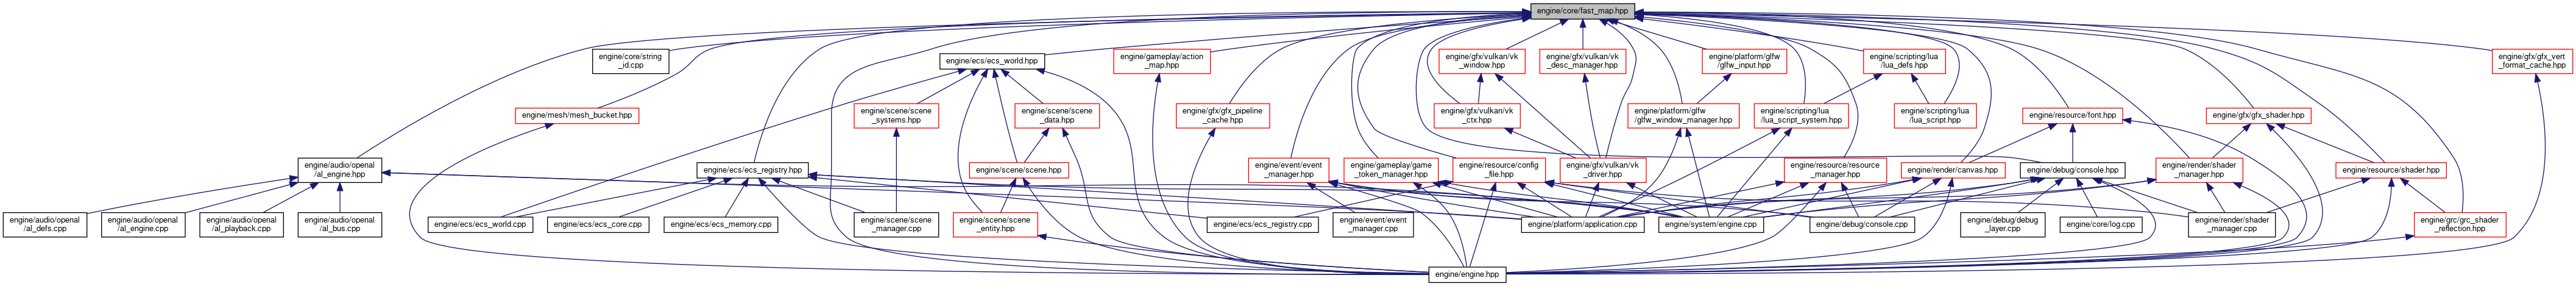 engine/core/fast_map.hpp
engine/core/string
_id.cpp
engine/ecs/ecs_world.hpp
engine/gameplay/action
_map.hpp
engine/gfx/vulkan/vk
_window.hpp
engine/gfx/vulkan/vk
_desc_manager.hpp
engine/platform/glfw
/glfw_input.hpp
engine/scripting/lua
/lua_defs.hpp
engine/gfx/gfx_vert
_format_cache.hpp
engine/mesh/mesh_bucket.hpp
engine/scene/scene
_systems.hpp
engine/scene/scene
_data.hpp
engine/gfx/gfx_pipeline
_cache.hpp
engine/gfx/vulkan/vk
_ctx.hpp
engine/platform/glfw
/glfw_window_manager.hpp
engine/scripting/lua
/lua_script_system.hpp
engine/scripting/lua
/lua_script.hpp
engine/resource/font.hpp
engine/gfx/gfx_shader.hpp
engine/audio/openal
/al_engine.hpp
engine/ecs/ecs_registry.hpp
engine/scene/scene.hpp
engine/event/event
_manager.hpp
engine/gameplay/game
_token_manager.hpp
engine/resource/config
_file.hpp
engine/gfx/vulkan/vk
_driver.hpp
engine/resource/resource
_manager.hpp
engine/render/canvas.hpp
engine/debug/console.hpp
engine/render/shader
_manager.hpp
engine/resource/shader.hpp
engine/audio/openal
/al_defs.cpp
engine/audio/openal
/al_engine.cpp
engine/audio/openal
/al_playback.cpp
engine/audio/openal
/al_bus.cpp
engine/ecs/ecs_world.cpp
engine/ecs/ecs_core.cpp
engine/ecs/ecs_memory.cpp
engine/scene/scene
_manager.cpp
engine/scene/scene
_entity.hpp
engine/ecs/ecs_registry.cpp
engine/event/event
_manager.cpp
engine/platform/application.cpp
engine/system/engine.cpp
engine/debug/console.cpp
engine/debug/debug
_layer.cpp
engine/core/log.cpp
engine/render/shader
_manager.cpp
engine/grc/grc_shader
_reflection.hpp
engine/engine.hpp